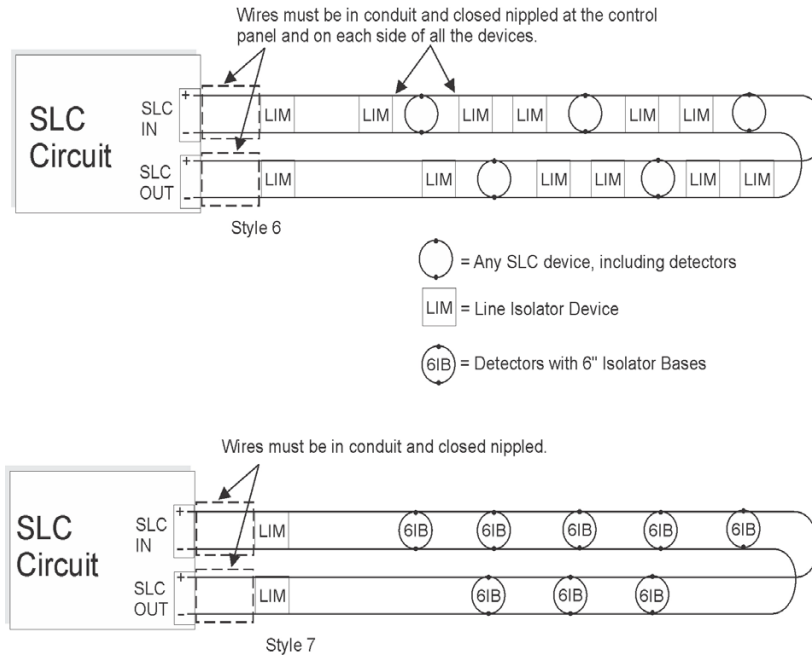 Wires must be in conduit and closed nippled at the control
panel and on each side of all the devices.
SLC
Circuit
+
SLC
IN
-
LIM LIM LIM LIM LIM LIM
+
SLC
OUT
-
LIM LIM LIM LIM LIM LIM
Style 6
= Any SLC device, including detectors
LIM = Line Isolator Device
6IB = Detectors with 6" Isolator Bases
Wires must be in conduit and closed nippled.
SLC
Circuit
+
SLC
IN
-
LIM 6IB 6IB 6IB 6IB 6IB
+
SLC
OUT
-
LIM 6IB 6IB 6IB
Style 7